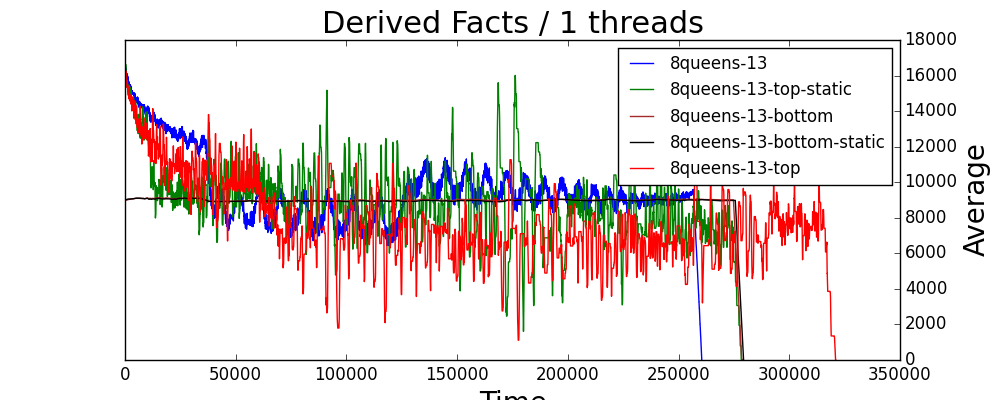 Derived Facts / 1 threads
18000
16000
14000
12000
10000
8000
6000
4000
2000
0
Average
8queens-13
8queens-13-top-static
8queens-13-bottom
8queens-13-bottom-static
8queens-13-top
0 50000 100000 150000 200000 250000 300000 350000
Time